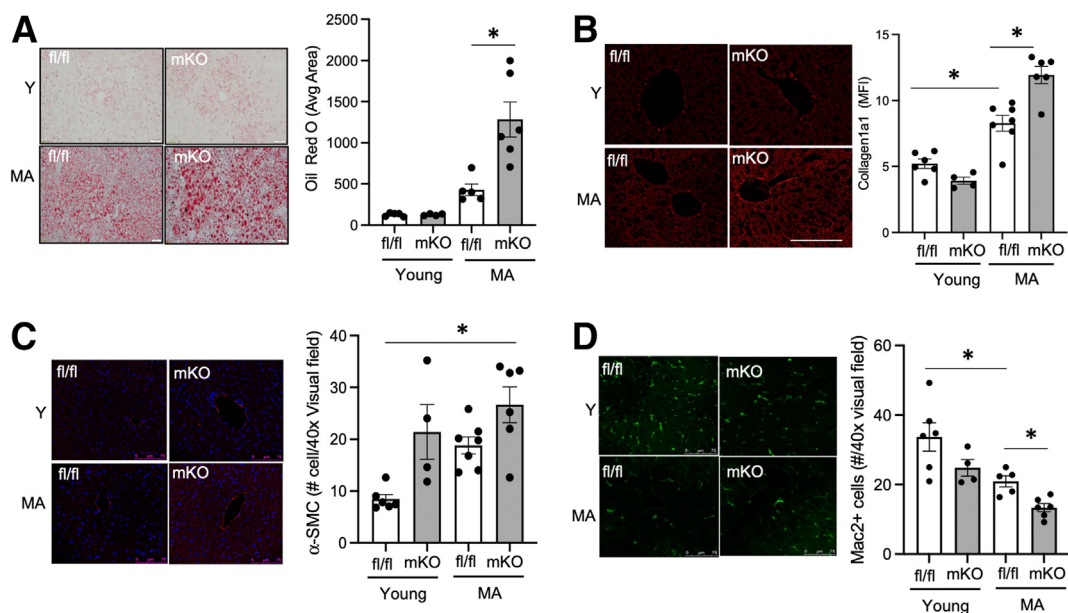 A
fl/fl
mKO
Y
fl/fl
mKO
MA
Oil Red O (Avg Area)
2500
2000
1500
1000
500
0
*
fl/fl
mKO
fl/fl
mKO
Young
MA
B
fl/fl
mKO
Y
fl/fl
mKO
MA
Collagen1a1 (MFI)
15
10
5
0
*
*
fl/fl
mKO
fl/fl
mKO
Young
MA
C
fl/fl
mKO
Y
fl/fl
mKO
MA
α-SMC (# cell/40x Visual field)
40
30
20
10
0
*
fl/fl
mKO
fl/fl
mKO
Young
MA
D
fl/fl
mKO
Y
fl/fl
mKO
MA
Mac2+ cells (#/40x visual field)
60
40
20
0
*
*
fl/fl
mKO
fl/fl
mKO
Young
MA